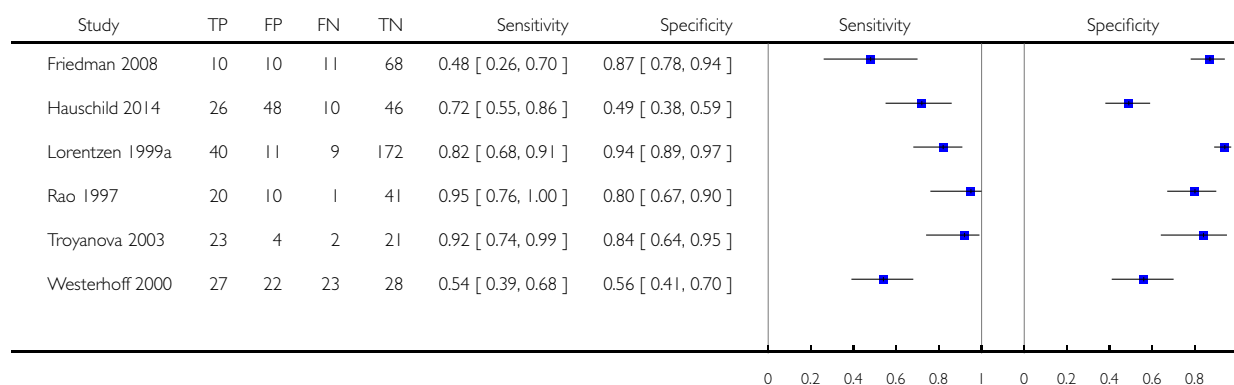 Study TP FP FN TN Sensitivity Specificity Sensitivity Specificity
Friedman 2008 10 10 11 68 0.48 [ 0.26, 0.70 ] 0.87 [ 0.78, 0.94 ]
Hauschild 2014 26 48 10 46 0.72 [ 0.55, 0.86 ] 0.49 [ 0.38, 0.59 ]
Lorentzen 1999a 40 11 9 172 0.82 [ 0.68, 0.91 ] 0.94 [ 0.89, 0.97 ]
Rao 1997 20 10 1 41 0.95 [ 0.76, 1.00 ] 0.80 [ 0.67, 0.90 ]
Troyanova 2003 23 4 2 21 0.92 [ 0.74, 0.99 ] 0.84 [ 0.64, 0.95 ]
Westerhoff 2000 27 22 23 28 0.54 [ 0.39, 0.68 ] 0.56 [ 0.41, 0.70 ]
0 0.2 0.4 0.6 0.8 1 0 0.2 0.4 0.6 0.8